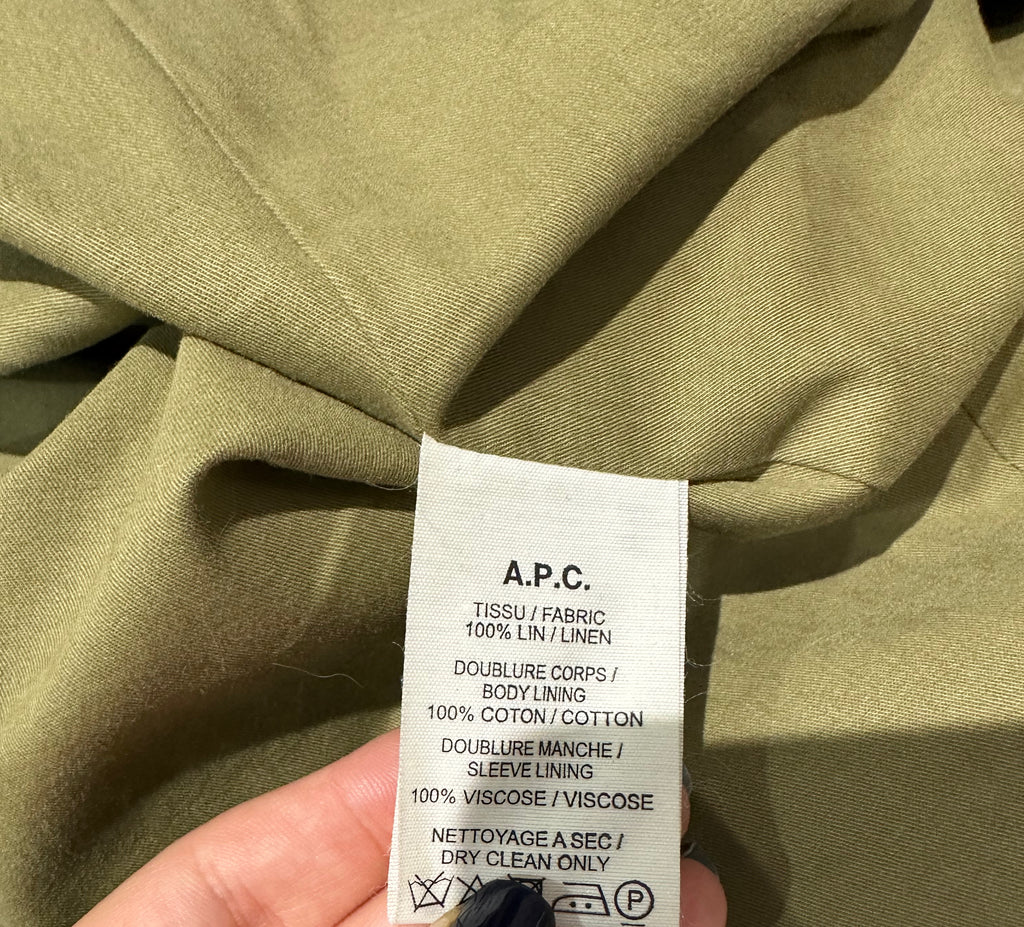 A.P.C.
TISSU / FABRIC
100% LIN / LINEN
DOUBLURE CORPS /
BODY LINING
100% COTON / COTTON
DOUBLURE MANCHE /
SLEEVE LINING
100% VISCOSE / VISCOSE
NETTOYAGE A SEC /
DRY CLEAN ONLY
P